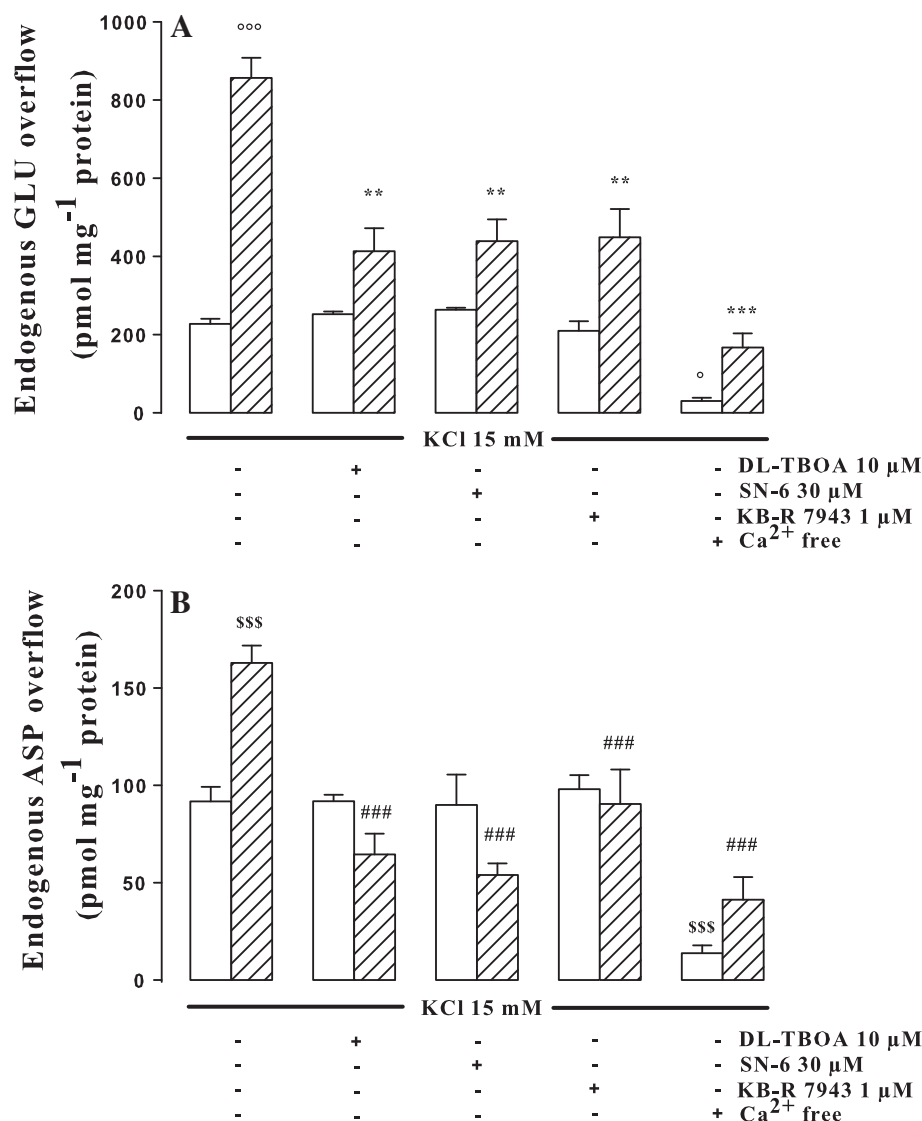 A
Endogenous GLU overflow
(pmol mg-1 protein)
1000
800
600
400
200
0
°°°
**
**
**
°
***
KCl 15 mM
- + - - - DL-TBOA 10 µM
- - + - - SN-6 30 µM
- - - + - KB-R 7943 1 µM
- - - - + Ca2+ free
B
Endogenous ASP overflow
(pmol mg-1 protein)
200
150
100
50
0
$$$
###
###
###
$$$
###
KCl 15 mM
- + - - - DL-TBOA 10 µM
- - + - - SN-6 30 µM
- - - + - KB-R 7943 1 µM
- - - - + Ca2+ free